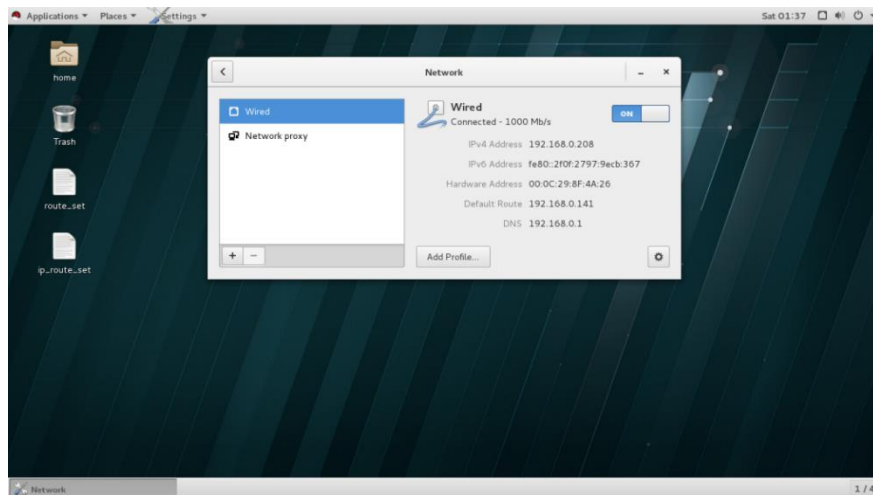 Applications Places Settings Sat 01:37
home
Trash
route_set
ip_route_set
Network
Wired
Network proxy
+ −
Wired
Connected - 1000 Mb/s
ON
IPv4 Address 192.168.0.208
IPv6 Address fe80::2f0f:2797:9ecb:367
Hardware Address 00:0C:29:8F:4A:26
Default Route 192.168.0.141
DNS 192.168.0.1
Add Profile...
Network 1 / 4